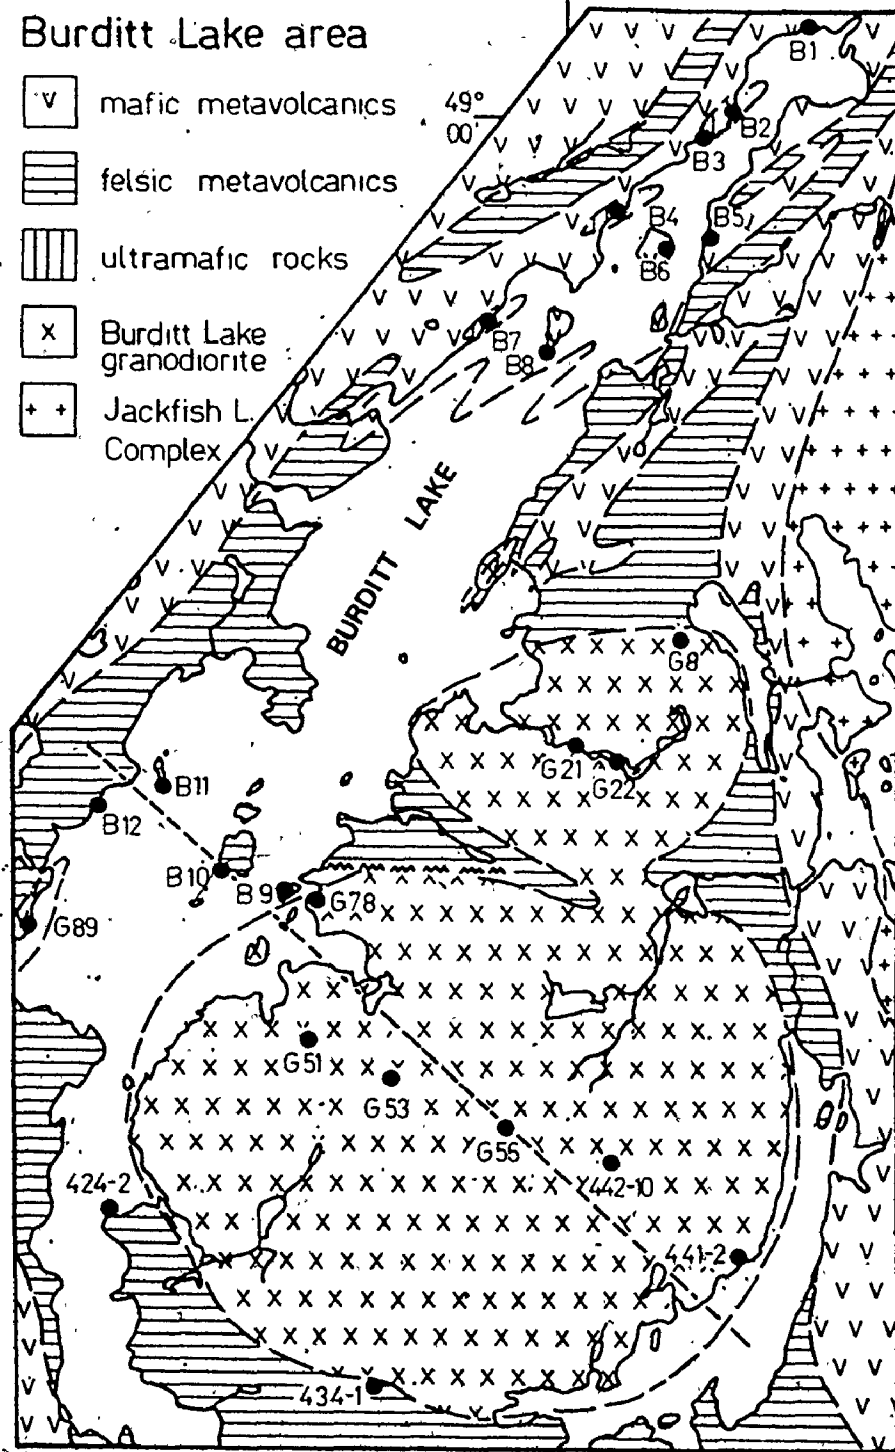 Burditt Lake area
v mafic metavolcanics
felsic metavolcanics
ultramafic rocks
x Burditt Lake
granodiorite
+ + Jackfish L.
Complex
49°
00'
B1
B2
B3
B4
B5
B6
B7
B8
BURDITT LAKE
G8
G21
G22
B11
B12
B10
B9
G78
G89
G51
G53
G56
442-10
424-2
441-2
434-1